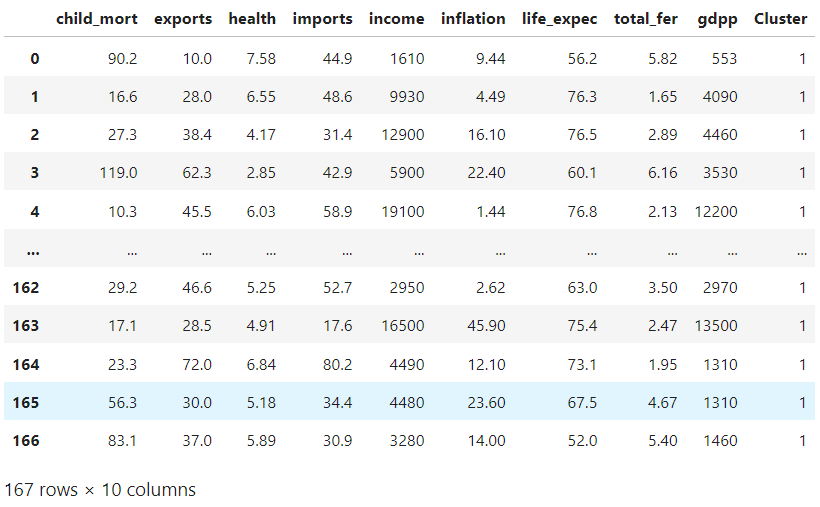 child_mort exports health imports income inflation life_expec total_fer gdpp Cluster
0 90.2 10.0 7.58 44.9 1610 9.44 56.2 5.82 553 1
1 16.6 28.0 6.55 48.6 9930 4.49 76.3 1.65 4090 1
2 27.3 38.4 4.17 31.4 12900 16.10 76.5 2.89 4460 1
3 119.0 62.3 2.85 42.9 5900 22.40 60.1 6.16 3530 1
4 10.3 45.5 6.03 58.9 19100 1.44 76.8 2.13 12200 1
... ... ... ... ... ... ... ... ... ... ...
162 29.2 46.6 5.25 52.7 2950 2.62 63.0 3.50 2970 1
163 17.1 28.5 4.91 17.6 16500 45.90 75.4 2.47 13500 1
164 23.3 72.0 6.84 80.2 4490 12.10 73.1 1.95 1310 1
165 56.3 30.0 5.18 34.4 4480 23.60 67.5 4.67 1310 1
166 83.1 37.0 5.89 30.9 3280 14.00 52.0 5.40 1460 1
167 rows × 10 columns